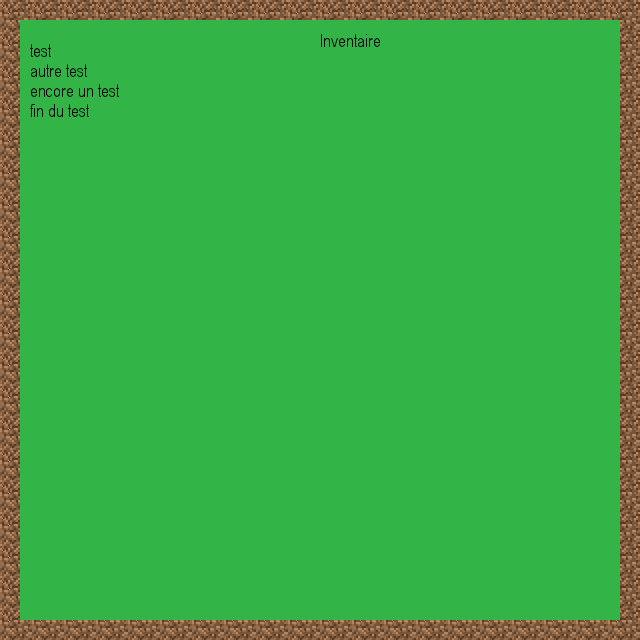 Inventaire
test
autre test
encore un test
fin du test